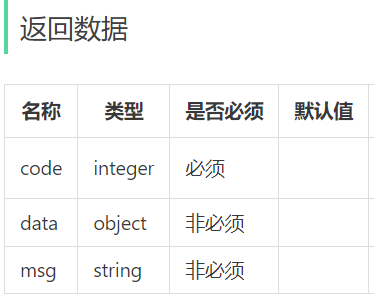 返回数据
名称 类型 是否必须 默认值
code integer 必须
data object 非必须
msg string 非必须